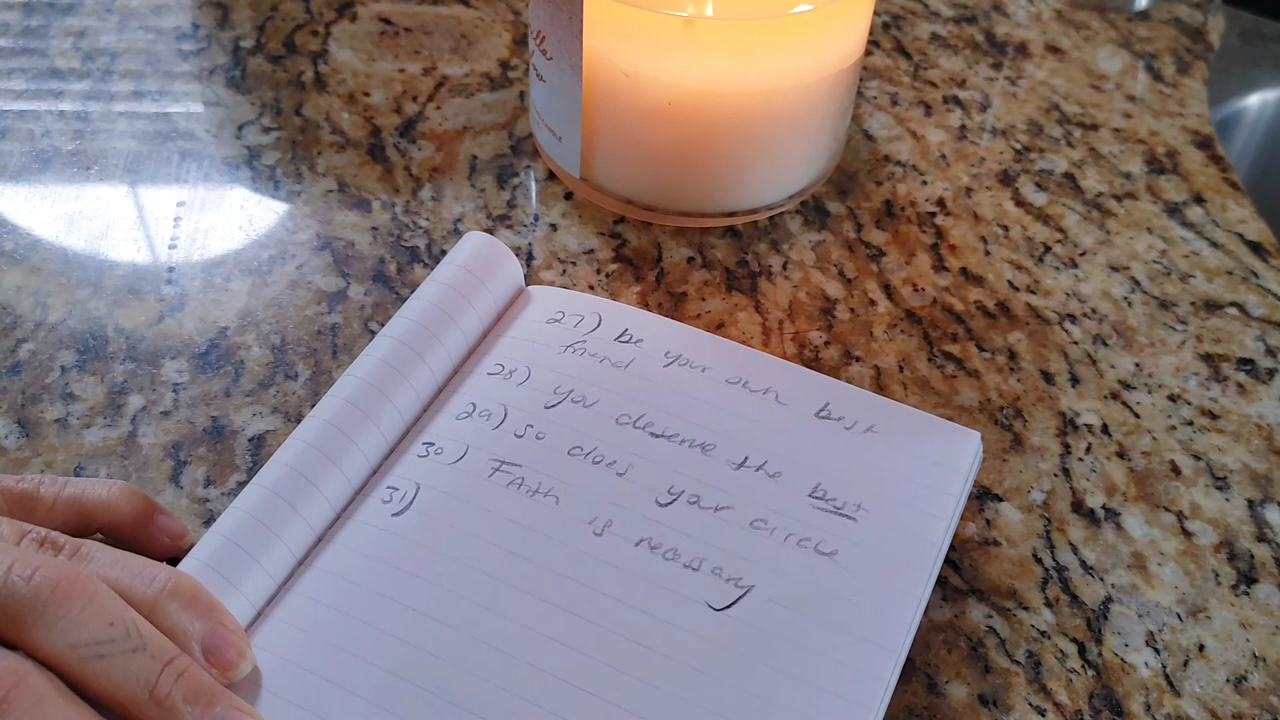 27) be your own best
friend
28) you deserve the best
29) so does your circle
30) FAith is necessary
31)